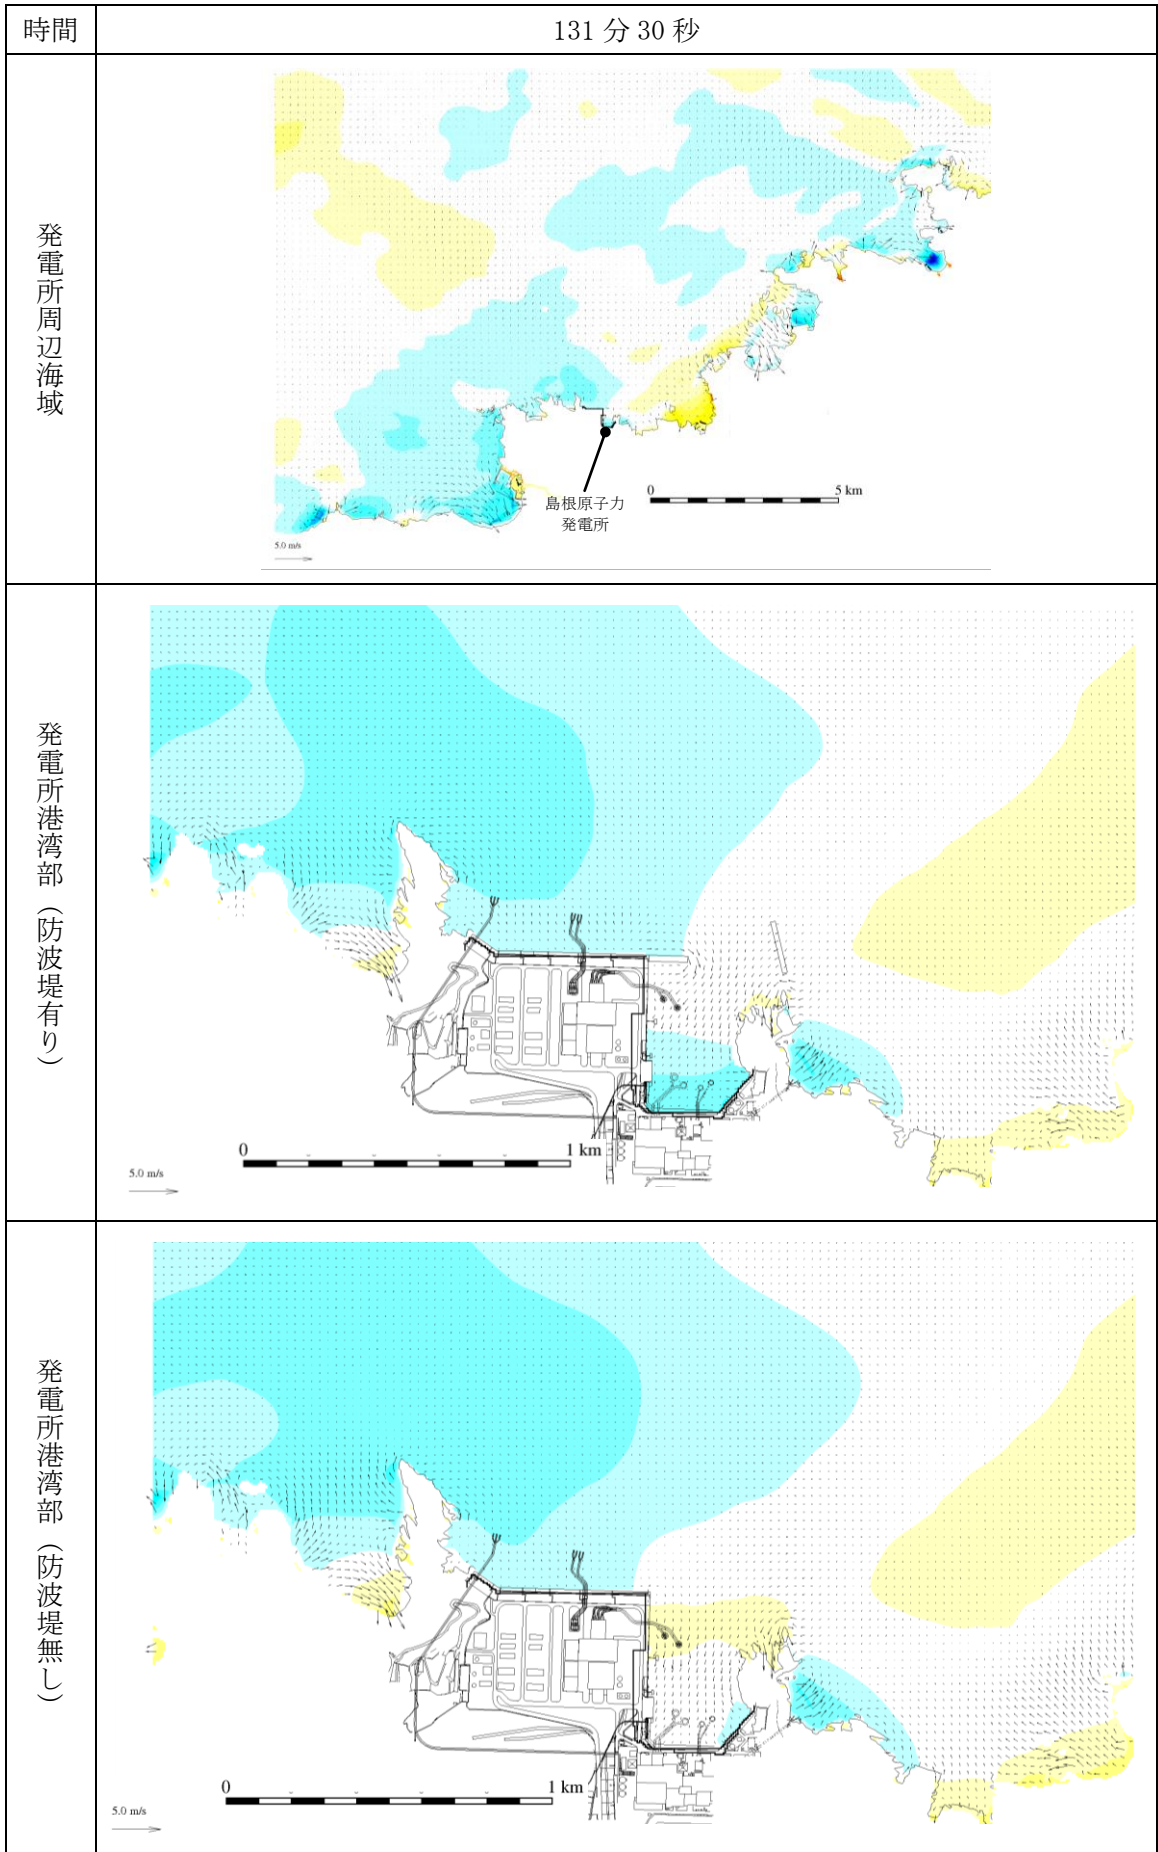 時間
131 分 30 秒
発電所周辺海域
島根原子力
発電所
0
5 km
5.0 m/s
発電所港湾部（防波堤有り）
0
1 km
5.0 m/s
発電所港湾部（防波堤無し）
0
1 km
5.0 m/s